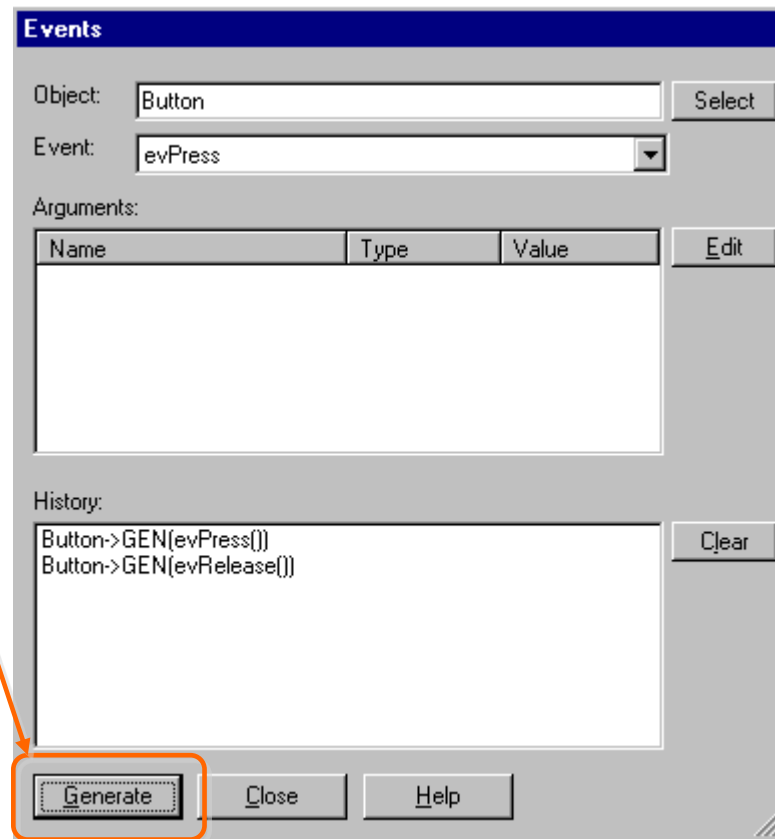 Events
Object: Button Select
Event: evPress
Arguments:
Name Type Value Edit
History:
Button->GEN(evPress()) Clear
Button->GEN(evRelease())
Generate Close Help